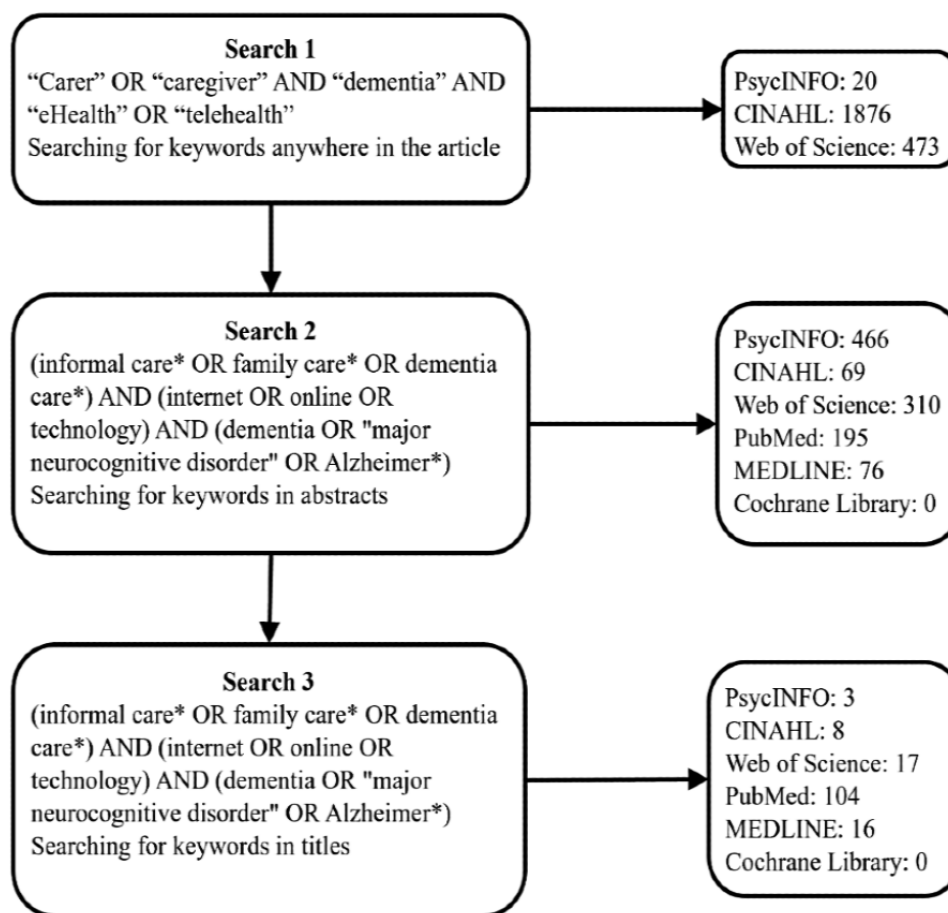 Search 1
“Carer” OR “caregiver” AND “dementia” AND
“eHealth” OR “telehealth”
Searching for keywords anywhere in the article
PsycINFO: 20
CINAHL: 1876
Web of Science: 473
Search 2
(informal care* OR family care* OR dementia
care*) AND (internet OR online OR
technology) AND (dementia OR "major
neurocognitive disorder" OR Alzheimer*)
Searching for keywords in abstracts
PsycINFO: 466
CINAHL: 69
Web of Science: 310
PubMed: 195
MEDLINE: 76
Cochrane Library: 0
Search 3
(informal care* OR family care* OR dementia
care*) AND (internet OR online OR
technology) AND (dementia OR "major
neurocognitive disorder" OR Alzheimer*)
Searching for keywords in titles
PsycINFO: 3
CINAHL: 8
Web of Science: 17
PubMed: 104
MEDLINE: 16
Cochrane Library: 0